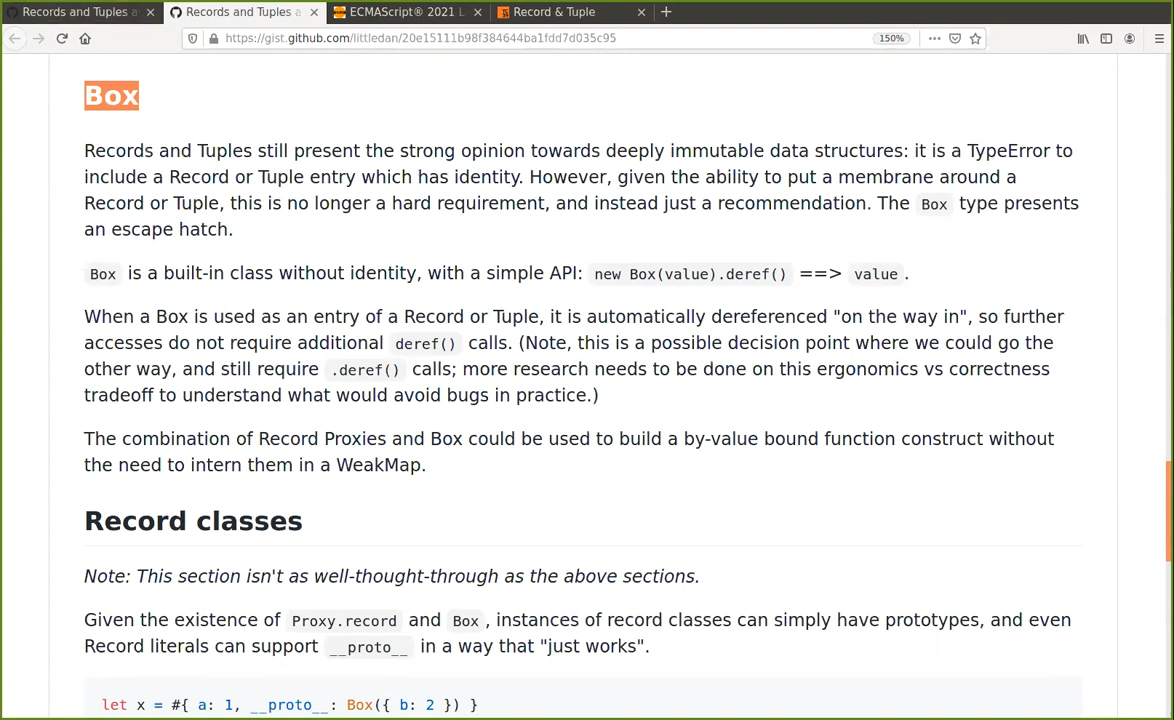 Records and Tuples a
Records and Tuples a
ECMAScript® 2021 L
Record & Tuple
https://gist.github.com/littledan/20e15111b98f384644ba1fdd7d035c95
150%
Box
Records and Tuples still present the strong opinion towards deeply immutable data structures: it is a TypeError to
include a Record or Tuple entry which has identity. However, given the ability to put a membrane around a
Record or Tuple, this is no longer a hard requirement, and instead just a recommendation. The Box type presents
an escape hatch.
Box is a built-in class without identity, with a simple API: new Box(value).deref() ==> value.
When a Box is used as an entry of a Record or Tuple, it is automatically dereferenced "on the way in", so further
accesses do not require additional deref() calls. (Note, this is a possible decision point where we could go the
other way, and still require .deref() calls; more research needs to be done on this ergonomics vs correctness
tradeoff to understand what would avoid bugs in practice.)
The combination of Record Proxies and Box could be used to build a by-value bound function construct without
the need to intern them in a WeakMap.
Record classes
Note: This section isn't as well-thought-through as the above sections.
Given the existence of Proxy.record and Box, instances of record classes can simply have prototypes, and even
Record literals can support __proto__ in a way that "just works".
let x = #{ a: 1, __proto__: Box({ b: 2 }) }